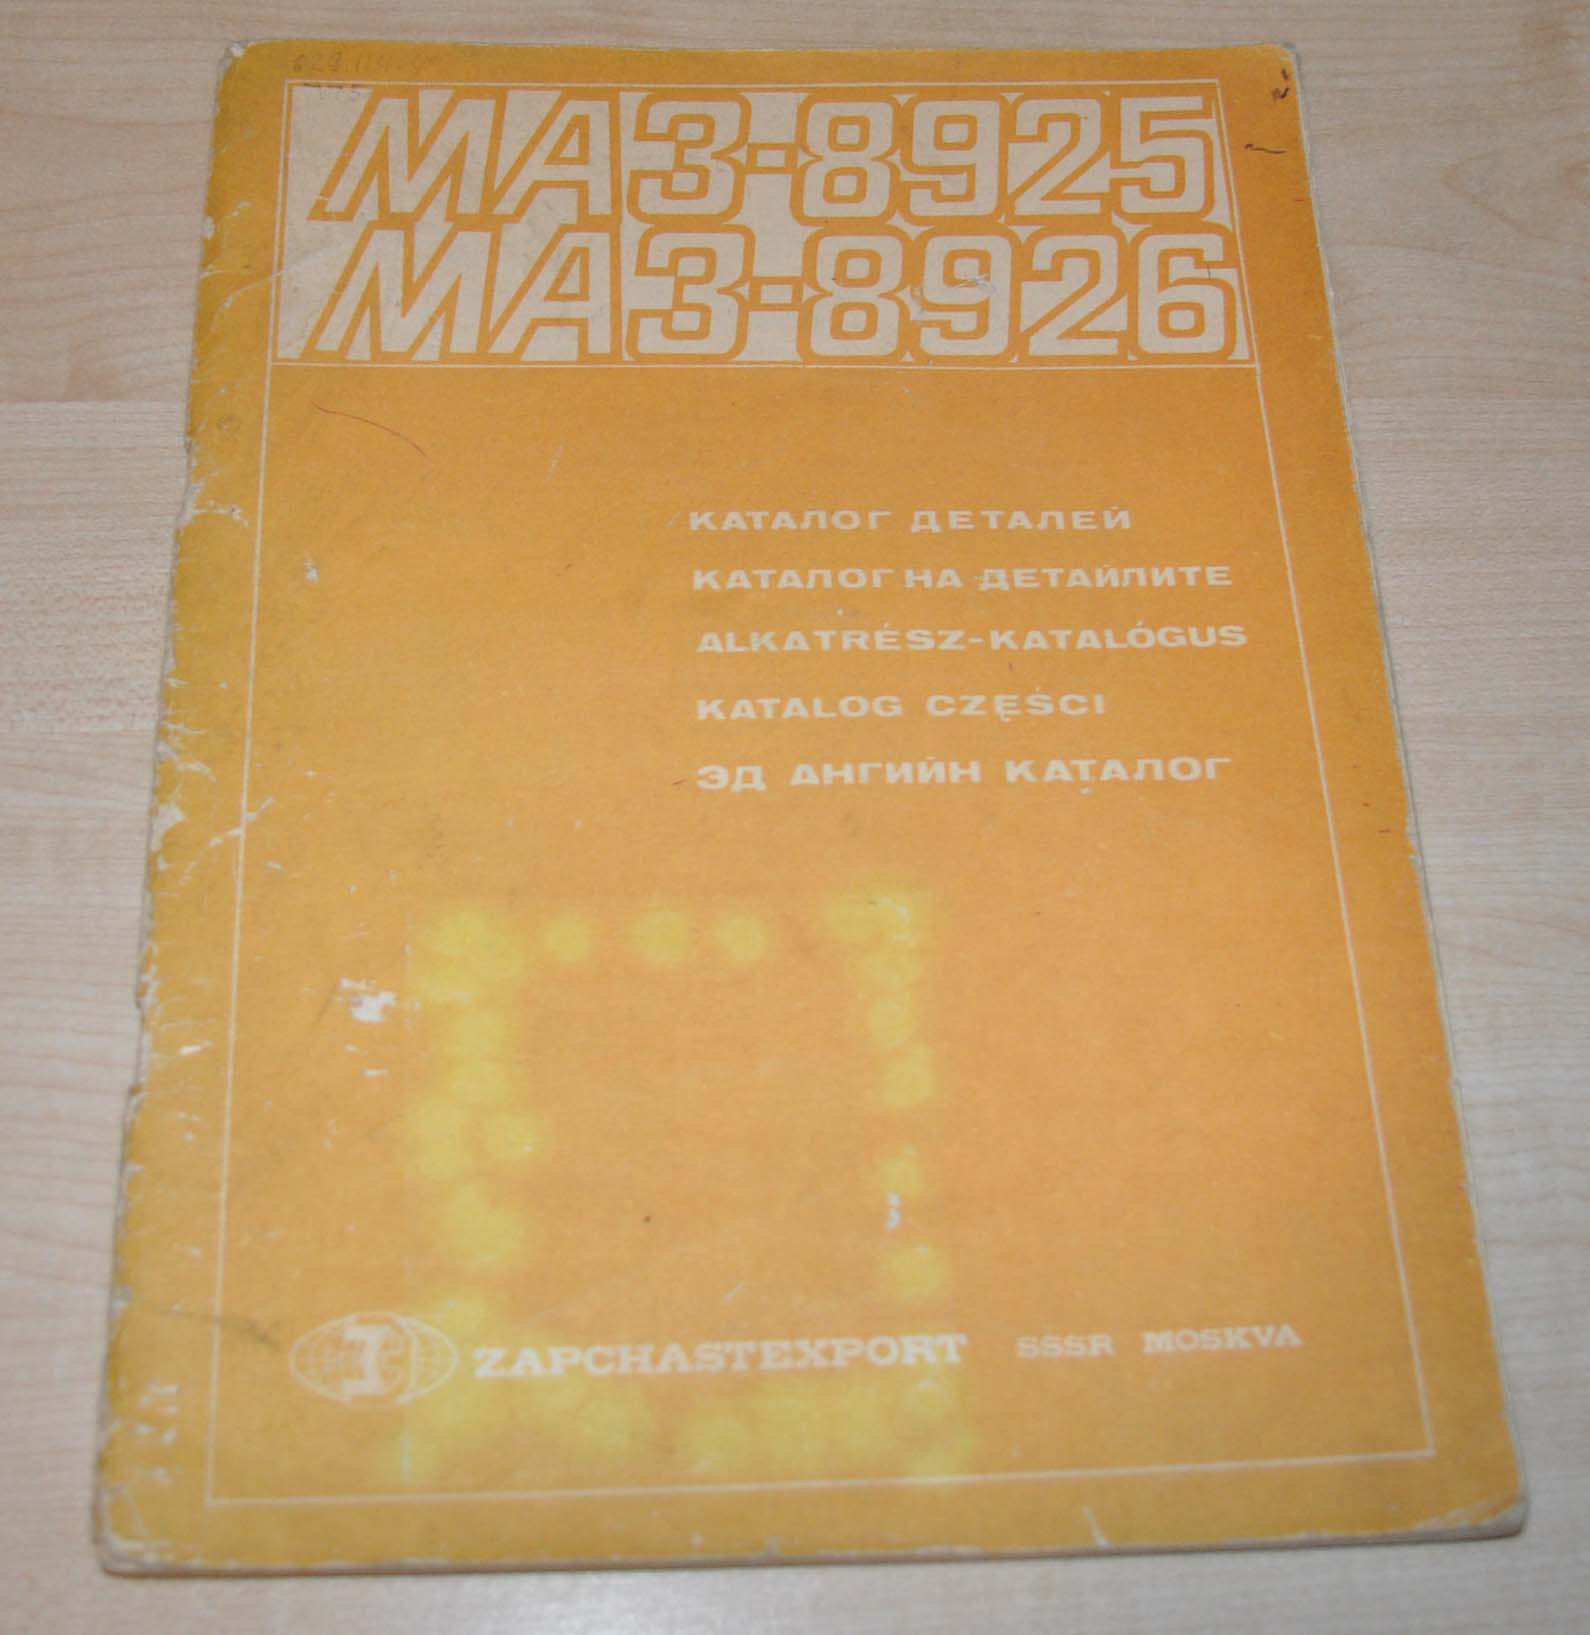 МАЗ-8925
МАЗ-8926
КАТАЛОГ ДЕТАЛЕЙ
КАТАЛОГ НА ДЕТАЙЛИТЕ
ALKATRÉSZ-KATALÓGUS
KATALOG CZĘŚCI
ЭД АНГИЙН КАТАЛОГ
ZAPCHASTEXPORT SSSR MOSKVA